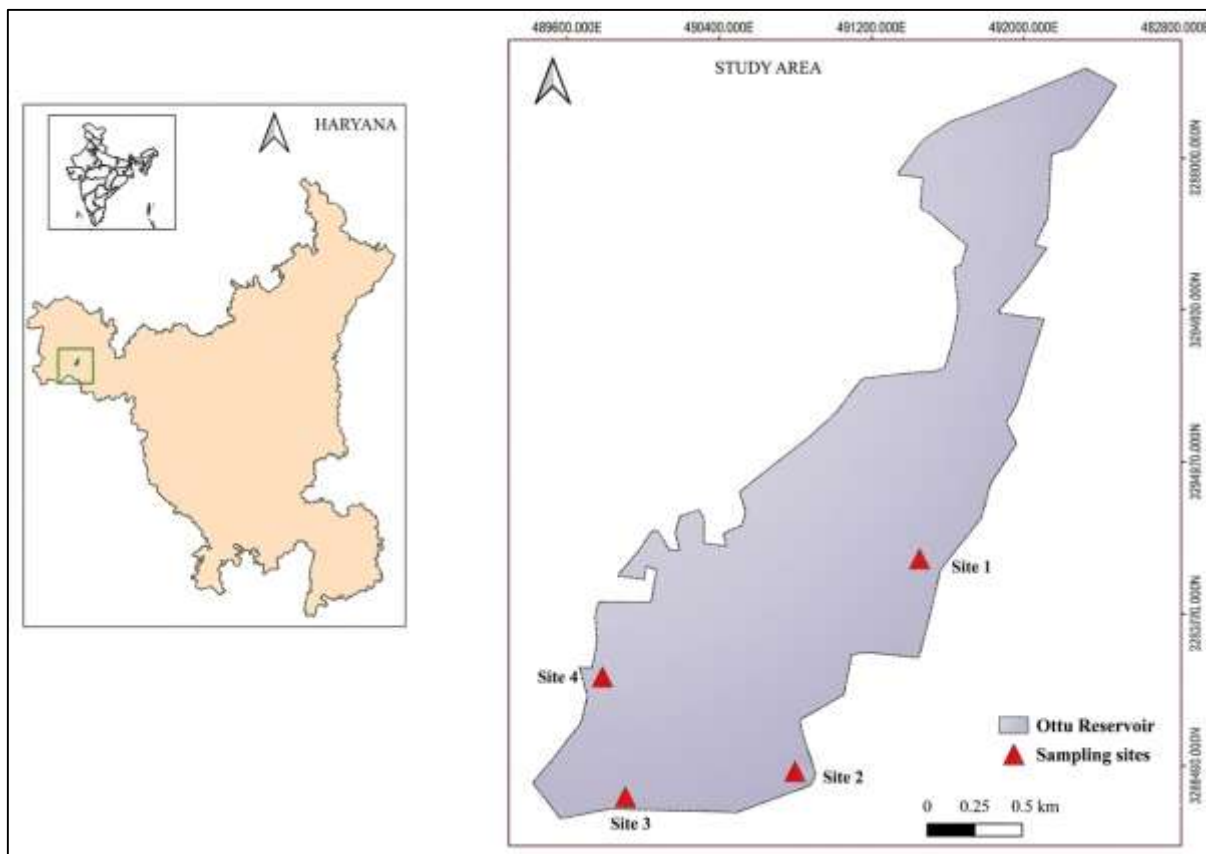 489600.000E 490400.000E 491200.000E 492000.000E 482800.000E
STUDY AREA
HARYANA
Site 1
Site 4
Site 2
Site 3
Ottu Reservoir
Sampling sites
0 0.25 0.5 km